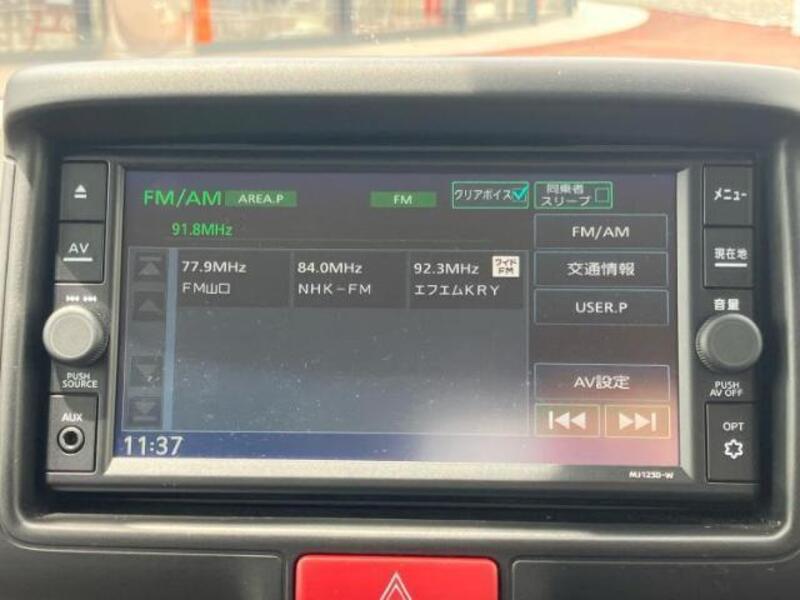 FM/AM AREA.P FM クリアボイス 同乗者
スリープ
91.8MHz
77.9MHz 84.0MHz 92.3MHz ワイド
FM
FM山口 NHK-FM エフエムKRY
FM/AM
交通情報
USER.P
AV設定
11:37
AV
PUSH
SOURCE
AUX
メニュー
現在地
音量
PUSH
AV OFF
OPT
MJ123D-W